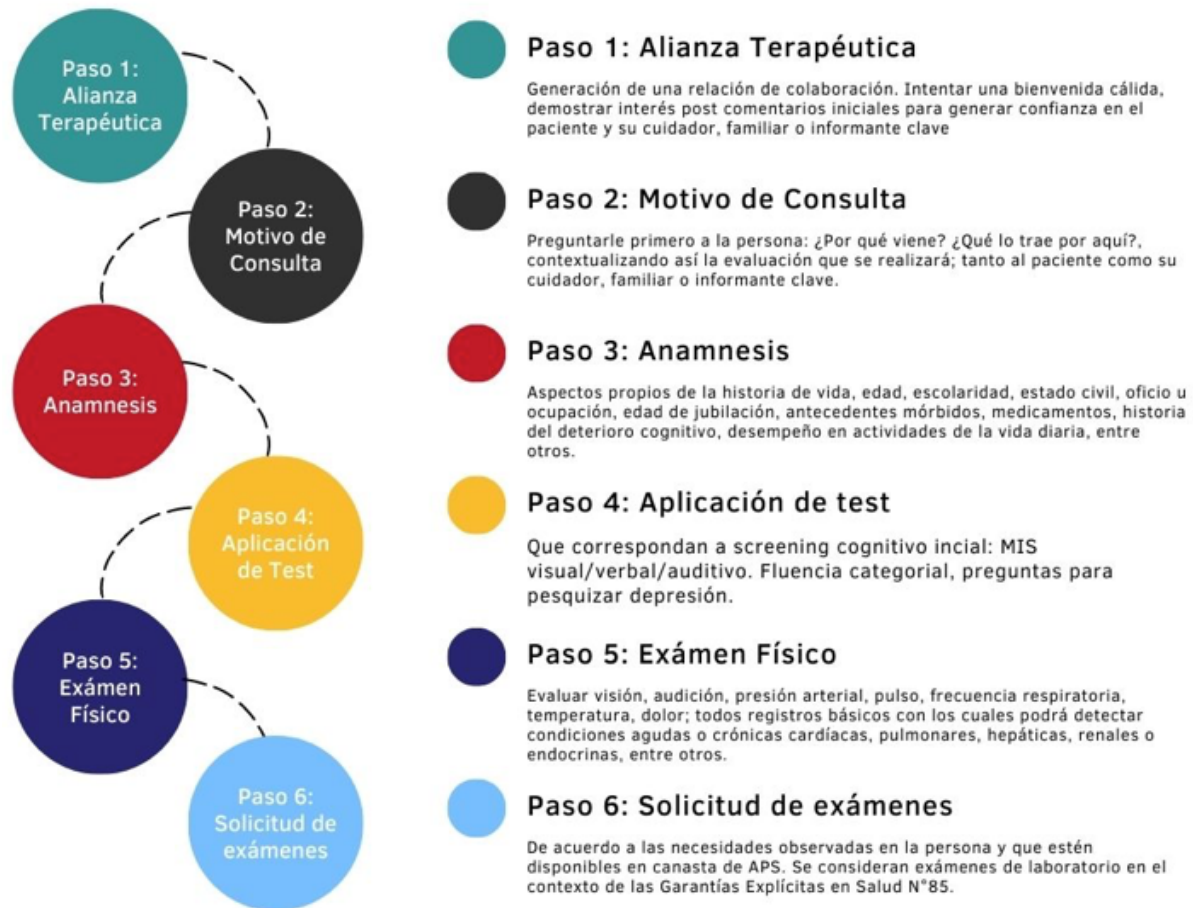 Paso 1:
Alianza
Terapéutica
Paso 2:
Motivo de
Consulta
Paso 3:
Anamnesis
Paso 4:
Aplicación
de Test
Paso 5:
Exámen
Físico
Paso 6:
Solicitud de
exámenes
Paso 1: Alianza Terapéutica
Generación de una relación de colaboración. Intentar una bienvenida cálida,
demostrar interés post comentarios iniciales para generar confianza en el
paciente y su cuidador, familiar o informante clave
Paso 2: Motivo de Consulta
Preguntarle primero a la persona: ¿Por qué viene? ¿Qué lo trae por aquí?,
contextualizando así la evaluación que se realizará; tanto al paciente como su
cuidador, familiar o informante clave.
Paso 3: Anamnesis
Aspectos propios de la historia de vida, edad, escolaridad, estado civil, oficio u
ocupación, edad de jubilación, antecedentes mórbidos, medicamentos, historia
del deterioro cognitivo, desempeño en actividades de la vida diaria, entre
otros.
Paso 4: Aplicación de test
Que correspondan a screening cognitivo incial: MIS
visual/verbal/auditivo. Fluencia categorial, preguntas para
pesquizar depresión.
Paso 5: Exámen Físico
Evaluar visión, audición, presión arterial, pulso, frecuencia respiratoria,
temperatura, dolor; todos registros básicos con los cuales podrá detectar
condiciones agudas o crónicas cardíacas, pulmonares, hepáticas, renales o
endocrinas, entre otros.
Paso 6: Solicitud de exámenes
De acuerdo a las necesidades observadas en la persona y que estén
disponibles en canasta de APS. Se consideran exámenes de laboratorio en el
contexto de las Garantías Explícitas en Salud N°85.